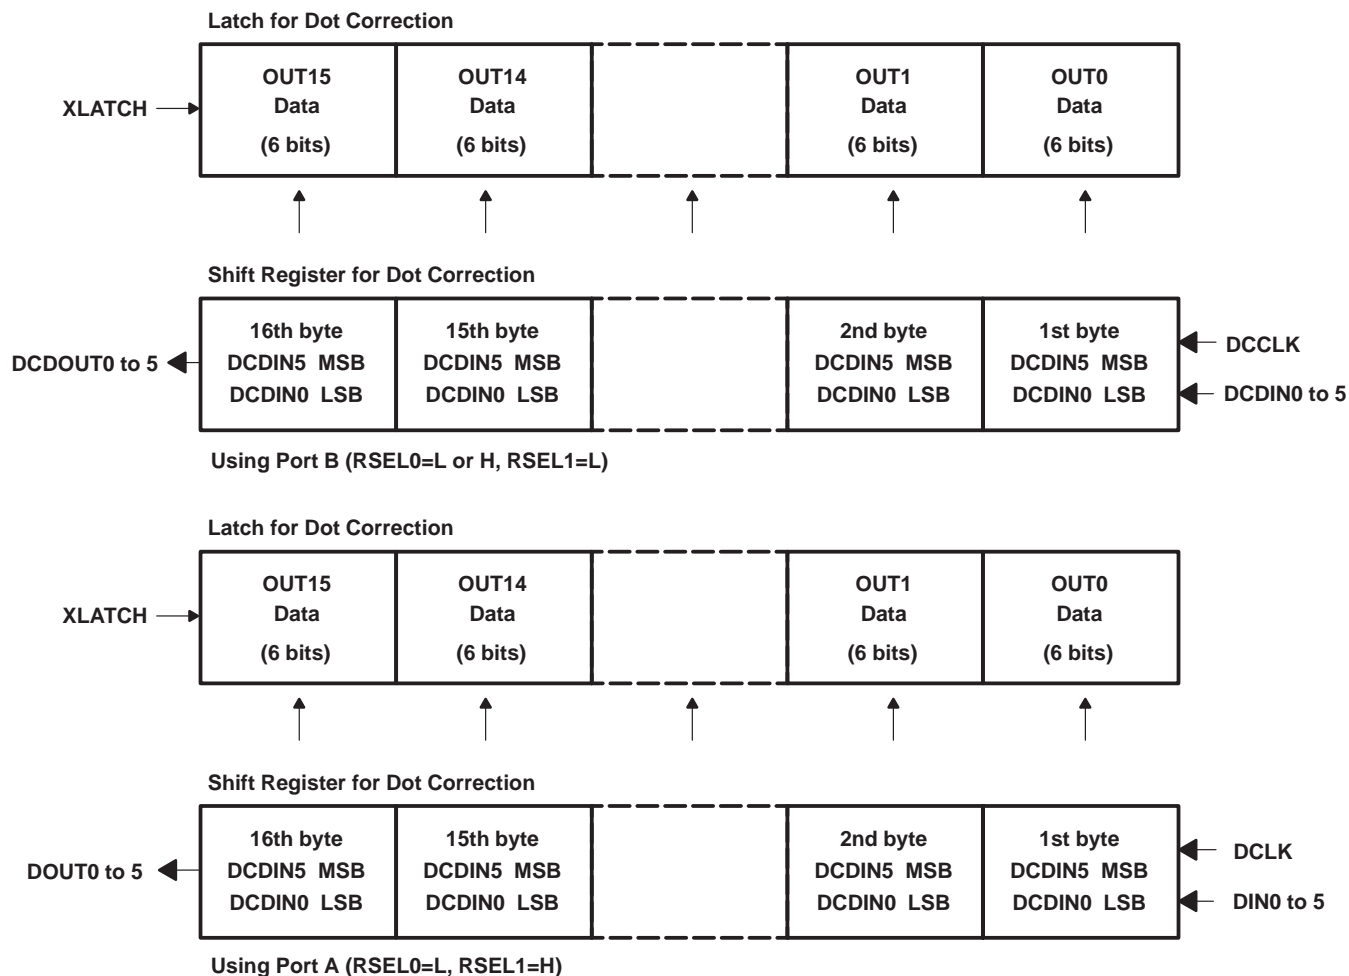 Latch for Dot Correction
XLATCH
OUT15
Data
(6 bits)
OUT14
Data
(6 bits)
OUT1
Data
(6 bits)
OUT0
Data
(6 bits)
Shift Register for Dot Correction
DCDOUT0 to 5
16th byte
DCDIN5 MSB
DCDIN0 LSB
15th byte
DCDIN5 MSB
DCDIN0 LSB
2nd byte
DCDIN5 MSB
DCDIN0 LSB
1st byte
DCDIN5 MSB
DCDIN0 LSB
DCCLK
DCDIN0 to 5
Using Port B (RSEL0=L or H, RSEL1=L)
Latch for Dot Correction
XLATCH
OUT15
Data
(6 bits)
OUT14
Data
(6 bits)
OUT1
Data
(6 bits)
OUT0
Data
(6 bits)
Shift Register for Dot Correction
DOUT0 to 5
16th byte
DCDIN5 MSB
DCDIN0 LSB
15th byte
DCDIN5 MSB
DCDIN0 LSB
2nd byte
DCDIN5 MSB
DCDIN0 LSB
1st byte
DCDIN5 MSB
DCDIN0 LSB
DCLK
DIN0 to 5
Using Port A (RSEL0=L, RSEL1=H)